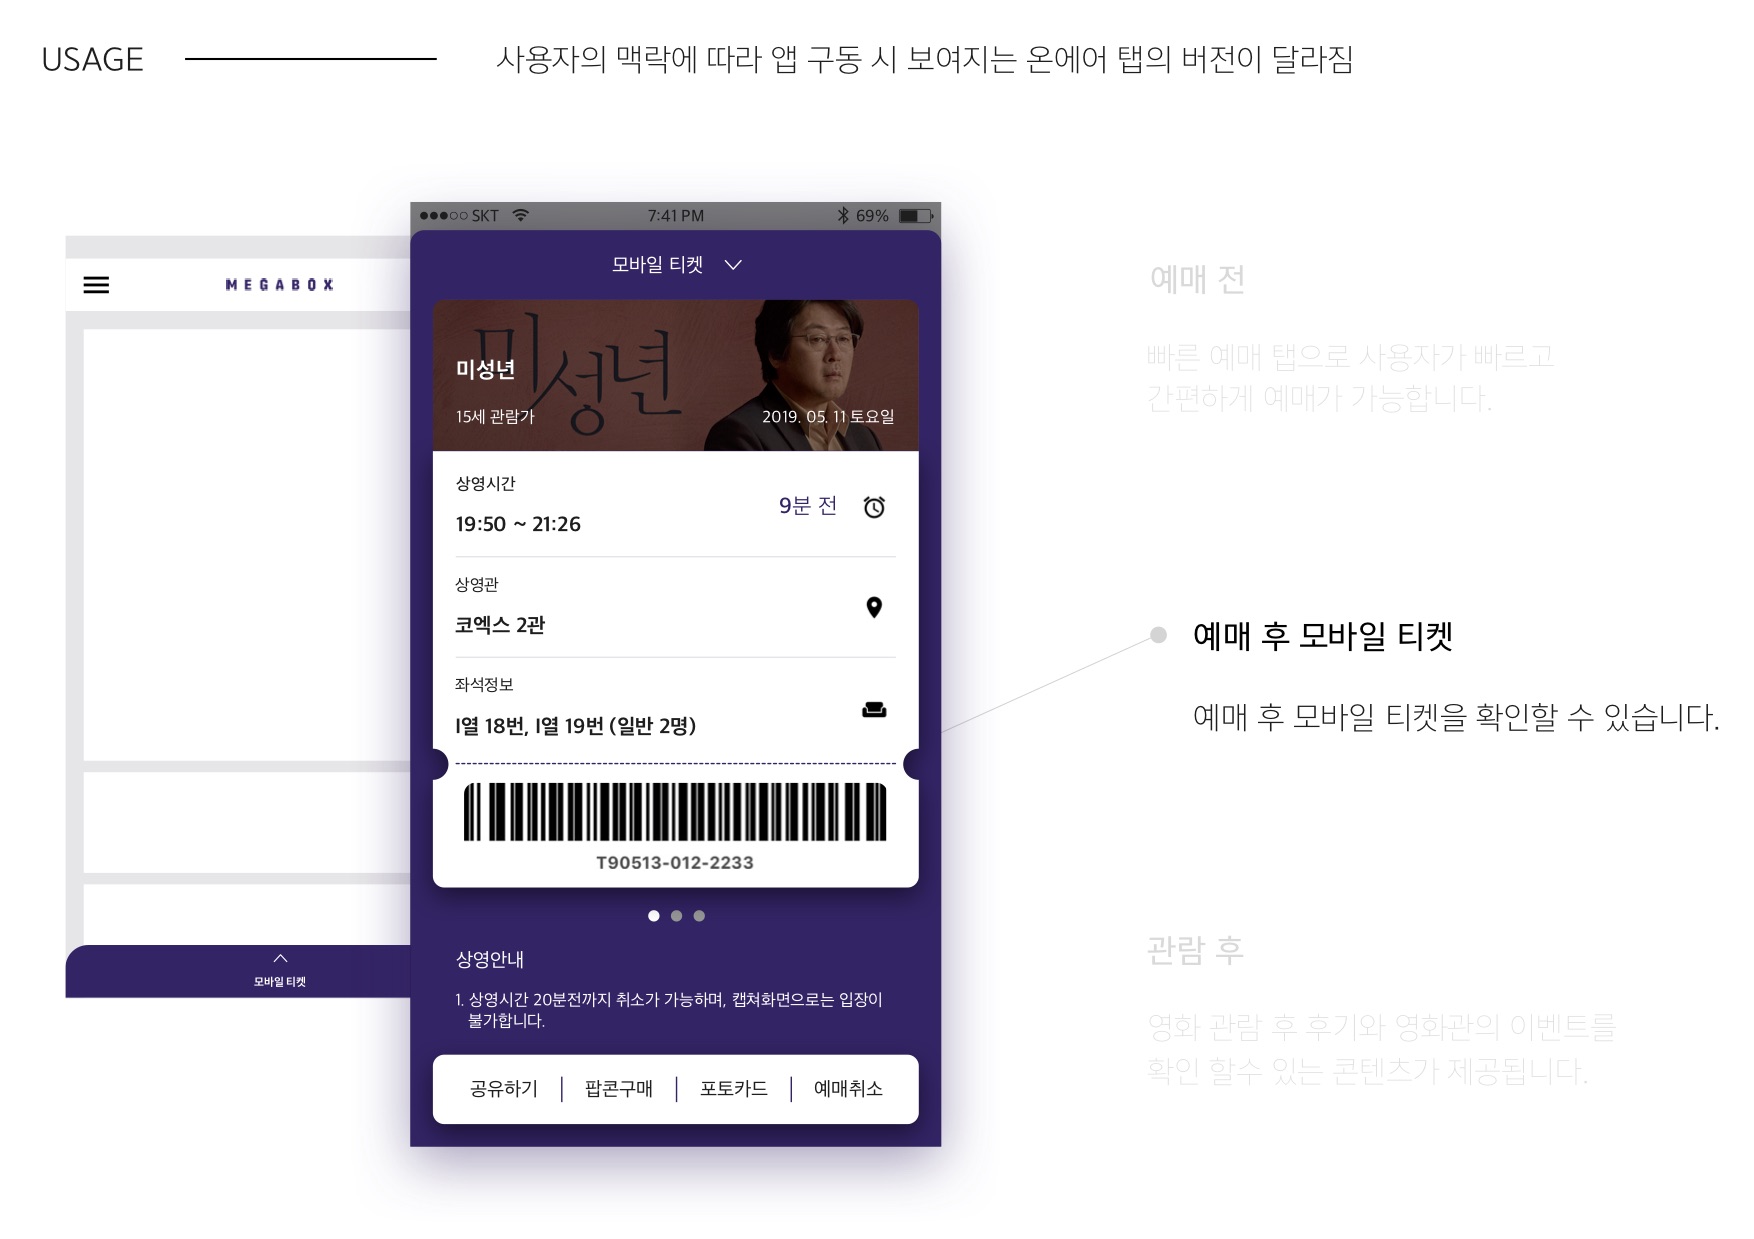 USAGE
사용자의 맥락에 따라 앱 구동 시 보여지는 온에어 탭의 버전이 달라짐
MEGABOX
모바일 티켓
SKT
7:41 PM
69%
모바일 티켓
미성년
미성년
15세 관람가
2019. 05. 11 토요일
상영시간
19:50 ~ 21:26
9분 전
상영관
코엑스 2관
좌석정보
I열 18번, I열 19번 (일반 2명)
T90513-012-2233
상영안내
1. 상영시간 20분전까지 취소가 가능하며, 캡쳐화면으로는 입장이
불가합니다.
공유하기 | 팝콘구매 | 포토카드 | 예매취소
예매 전
빠른 예매 탭으로 사용자가 빠르고
간편하게 예매가 가능합니다.
예매 후 모바일 티켓
예매 후 모바일 티켓을 확인할 수 있습니다.
관람 후
영화 관람 후 후기와 영화관의 이벤트를
확인 할수 있는 콘텐츠가 제공됩니다.